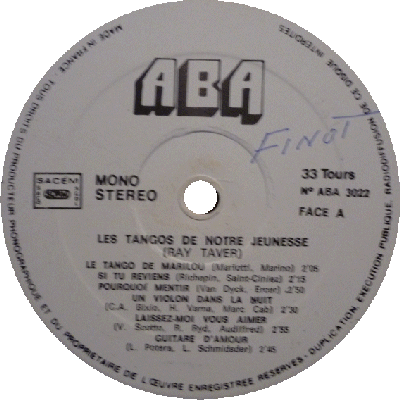 MADE IN FRANCE · TOUS DROITS DU PRODUCTEUR PHONOGRAPHIQUE ET DU PROPRIETAIRE DE L'ŒUVRE ENREGISTREE RESERVES - DUPLICATION EXECUTION PUBLIQUE RADIODIFFUSION DE CE DISQUE INTERDITES
ABA
FINOT
SACEM
MONO
STEREO
33 Tours
Nº ABA 3022
FACE A
LES TANGOS DE NOTRE JEUNESSE
(RAY TAVER)
LE TANGO DE MARILOU (Mariotti, Marino) 2'05
SI TU REVIENS (Richepin, Saint-Giniez) 2'15
POURQUOI MENTIR (Van Dyck, Ermer) 2'50
UN VIOLON DANS LA NUIT
(C.A. Bixio, H. Varna, Marc Cab) 2'30
LAISSEZ-MOI VOUS AIMER
(V. Scotto, R. Ryd, Audiffred) 2'55
GUITARE D'AMOUR
(L. Potera, L. Schmideder) 2'45